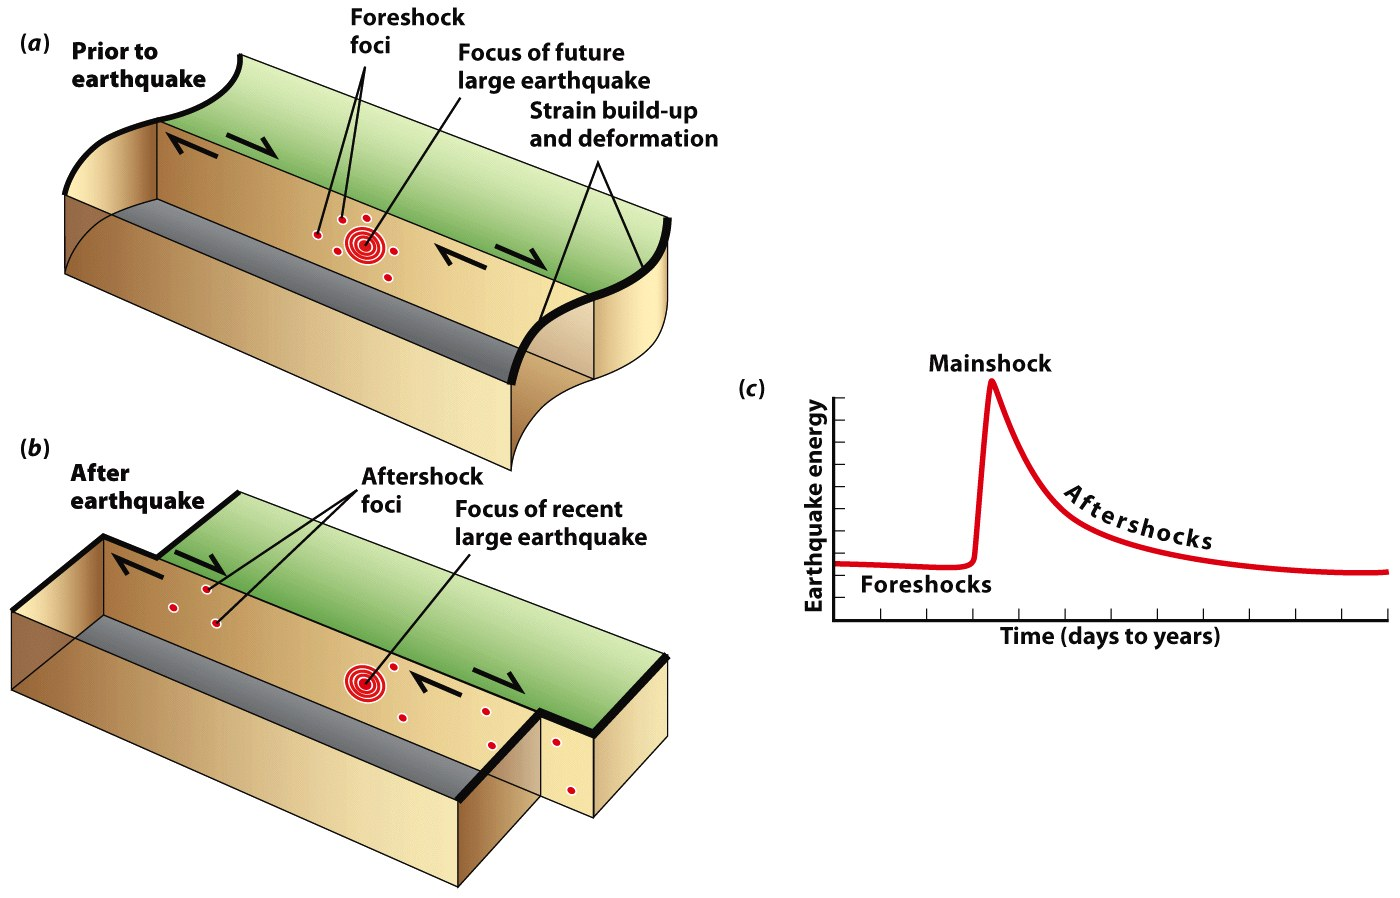 (a)
Prior to
earthquake
Foreshock
foci
Focus of future
large earthquake
Strain build-up
and deformation
(b)
After
earthquake
Aftershock
foci
Focus of recent
large earthquake
(c)
Mainshock
Earthquake energy
Aftershocks
Foreshocks
Time (days to years)